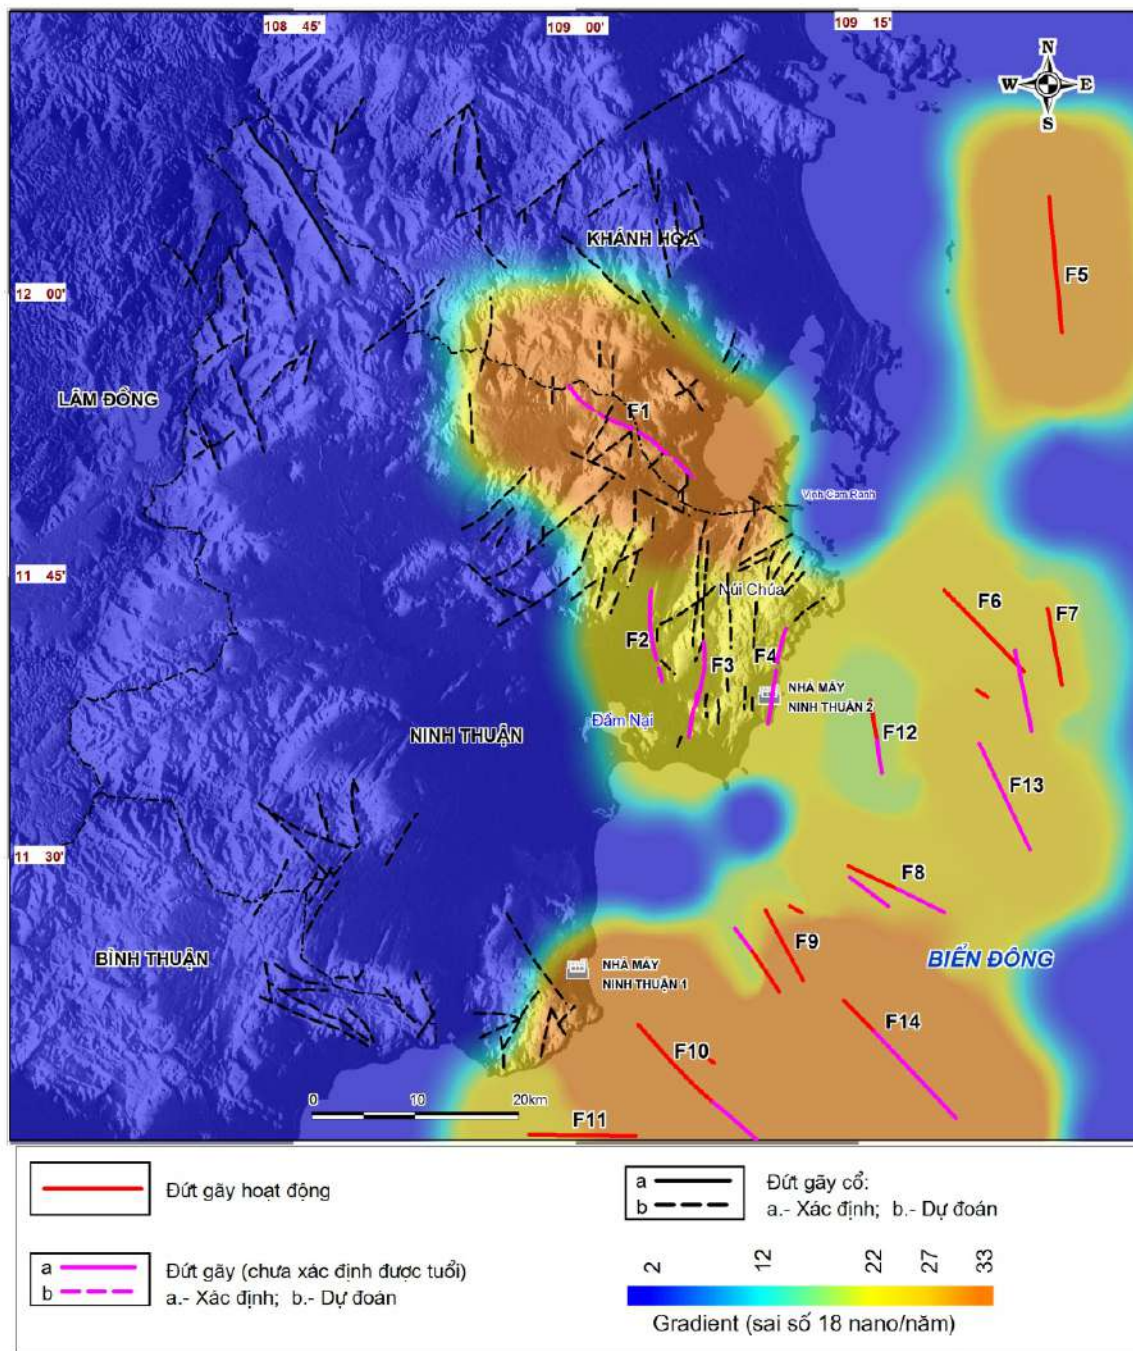 108 45'
109 00'
109 15'
N
W E
S
KHÁNH HÒA
F5
12 00'
LÂM ĐỒNG
F1
Vịnh Cam Ranh
11 45'
Núi Chúa
F6
F7
F2
F3
F4
NHÀ MÁY
NINH THUẬN 2
Đầm Nại
NINH THUẬN
F12
F13
11 30'
F8
F9
BÌNH THUẬN
BIỂN ĐÔNG
NHÀ MÁY
NINH THUẬN 1
F14
F10
0 10 20km
F11
Đứt gãy hoạt động
a
b
Đứt gãy cổ:
a.- Xác định; b.- Dự đoán
a
b
Đứt gãy (chưa xác định được tuổi)
a.- Xác định; b.- Dự đoán
2 12 22 27 33
Gradient (sai số 18 nano/năm)